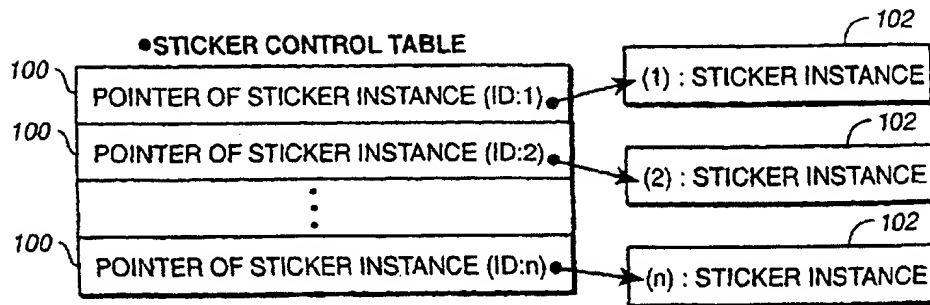 102
●STICKER CONTROL TABLE
100
POINTER OF STICKER INSTANCE (ID:1)
(1) : STICKER INSTANCE
100
102
POINTER OF STICKER INSTANCE (ID:2)
(2) : STICKER INSTANCE
102
100
POINTER OF STICKER INSTANCE (ID:n)
(n) : STICKER INSTANCE